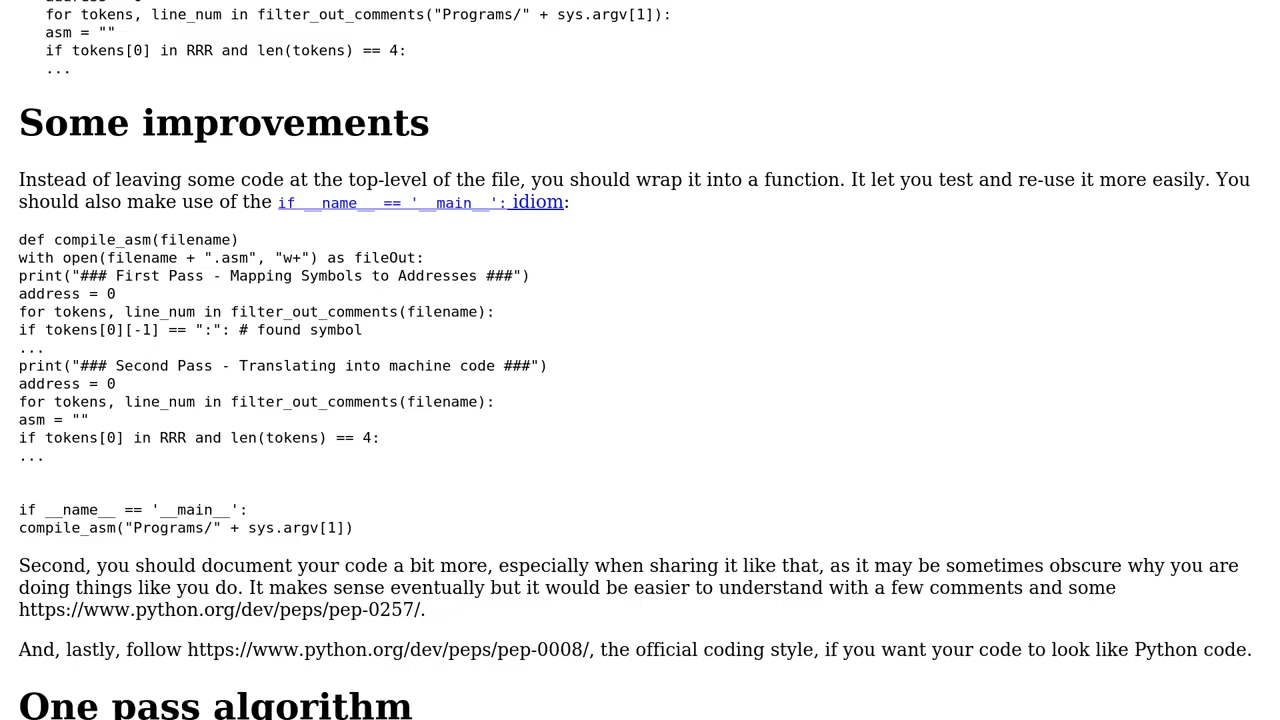 for tokens, line_num in filter_out_comments("Programs/" + sys.argv[1]):
asm = ""
if tokens[0] in RRR and len(tokens) == 4:
...
Some improvements
Instead of leaving some code at the top-level of the file, you should wrap it into a function. It let you test and re-use it more easily. You
should also make use of the if __name__ == '__main__': idiom:
def compile_asm(filename)
with open(filename + ".asm", "w+") as fileOut:
print("### First Pass - Mapping Symbols to Addresses ###")
address = 0
for tokens, line_num in filter_out_comments(filename):
if tokens[0][-1] == ":": # found symbol
...
print("### Second Pass - Translating into machine code ###")
address = 0
for tokens, line_num in filter_out_comments(filename):
asm = ""
if tokens[0] in RRR and len(tokens) == 4:
...
if __name__ == '__main__':
compile_asm("Programs/" + sys.argv[1])
Second, you should document your code a bit more, especially when sharing it like that, as it may be sometimes obscure why you are
doing things like you do. It makes sense eventually but it would be easier to understand with a few comments and some
https://www.python.org/dev/peps/pep-0257/.
And, lastly, follow https://www.python.org/dev/peps/pep-0008/, the official coding style, if you want your code to look like Python code.
One pass algorithm